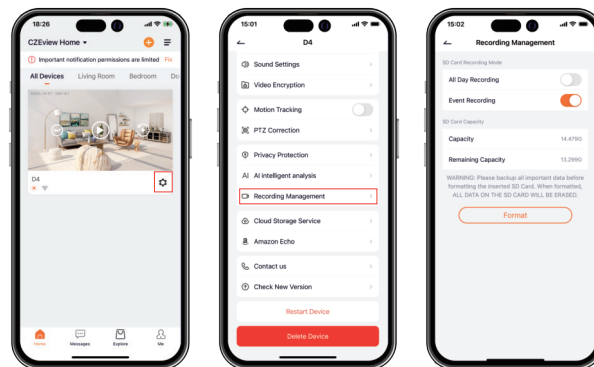 18:26
CZEview Home
Important notification permissions are limited Fix
All Devices Living Room Bedroom
D4
Home Messages Explore Me
15:01
D4
Sound Settings
Video Encryption
Motion Tracking
PTZ Correction
Privacy Protection
AI AI intelligent analysis
Recording Management
Cloud Storage Service
Amazon Echo
Contact us
Check New Version
Restart Device
Delete Device
15:02
Recording Management
SD Card Recording Mode
All Day Recording
Event Recording
SD Card Capacity
Capacity 14.479G
Remaining Capacity 13.299G
WARNING: Please backup all important data before
formatting the inserted SD Card. When formatted,
ALL DATA ON THE SD CARD WILL BE ERASED.
Format